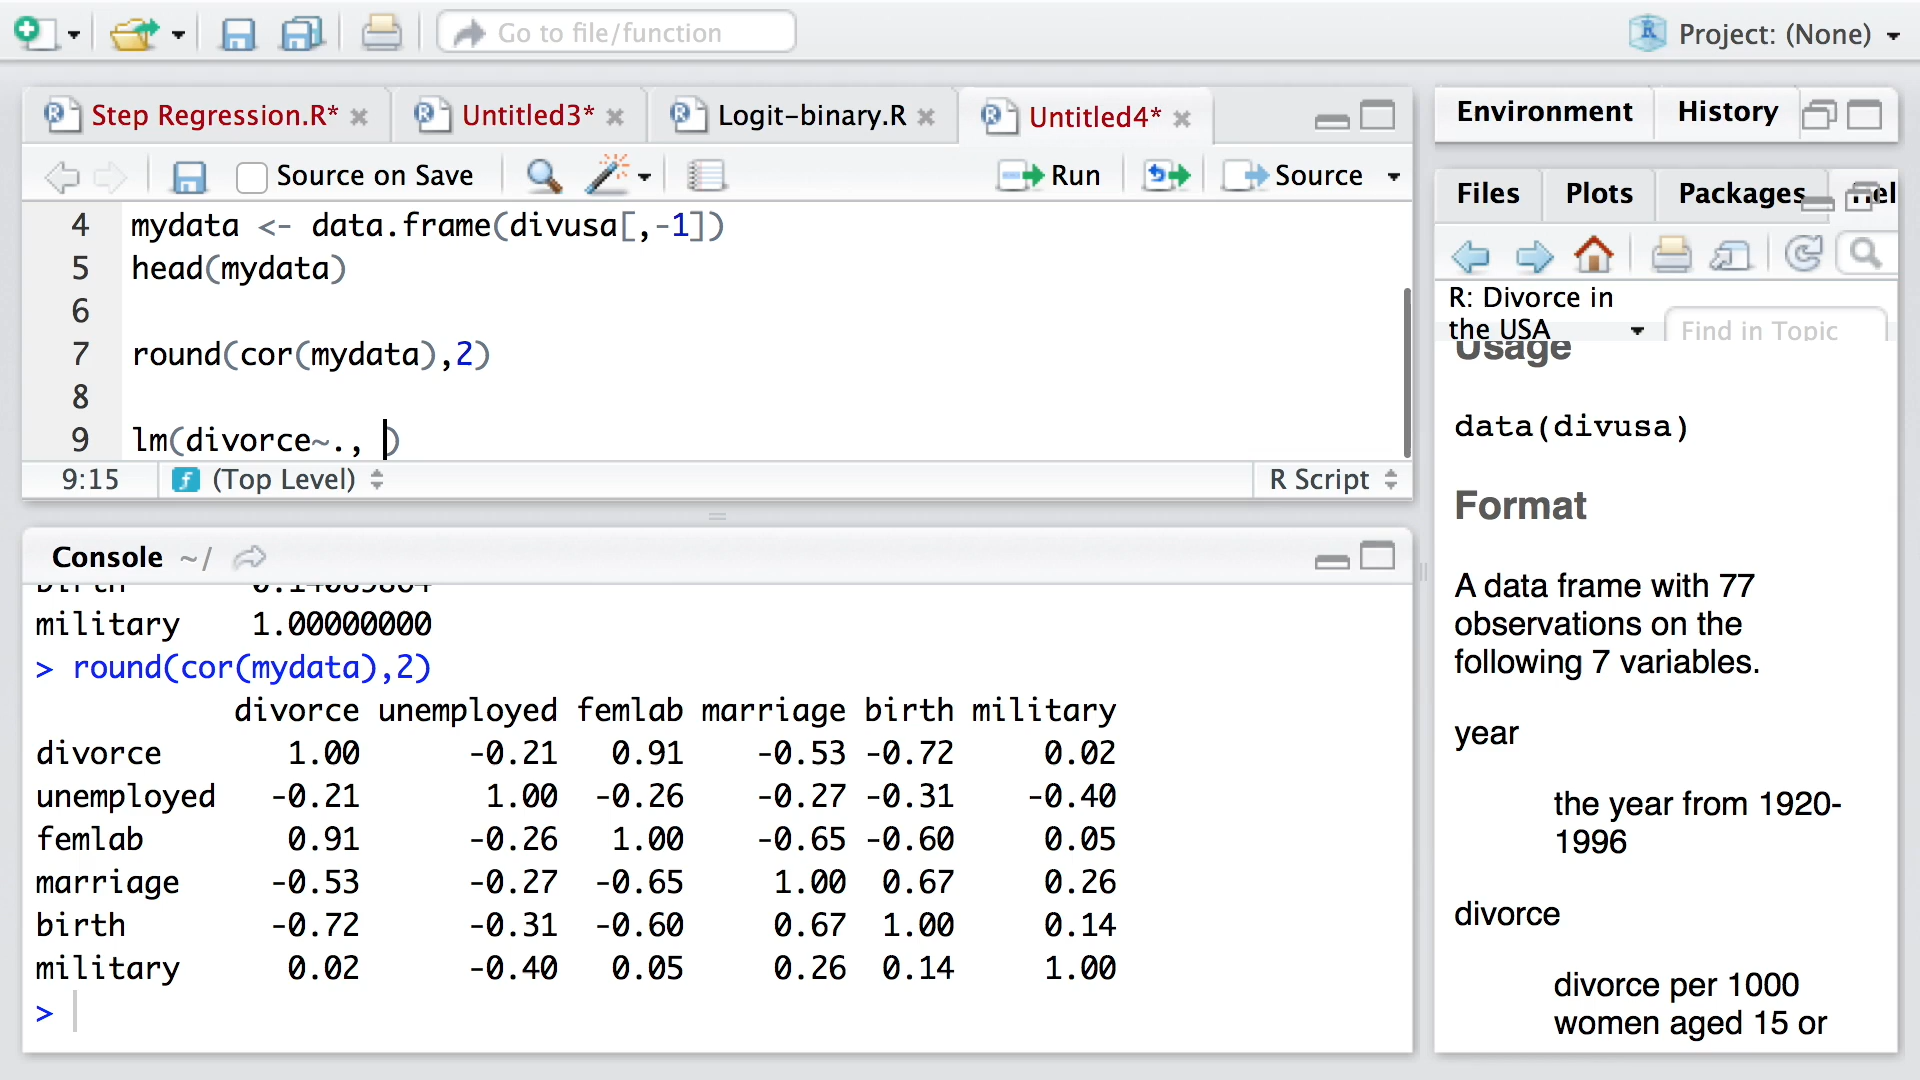 Go to file/function
Project: (None)
Step Regression.R*
Untitled3*
Logit-binary.R
Untitled4*
Source on Save
Run
Source
4 mydata <- data.frame(divusa[,-1])
5 head(mydata)
6
7 round(cor(mydata),2)
8
9 lm(divorce~., )
9:15 (Top Level) R Script
Console ~/
military 1.00000000
> round(cor(mydata),2)
divorce unemployed femlab marriage birth military
divorce 1.00 -0.21 0.91 -0.53 -0.72 0.02
unemployed -0.21 1.00 -0.26 -0.27 -0.31 -0.40
femlab 0.91 -0.26 1.00 -0.65 -0.60 0.05
marriage -0.53 -0.27 -0.65 1.00 0.67 0.26
birth -0.72 -0.31 -0.60 0.67 1.00 0.14
military 0.02 -0.40 0.05 0.26 0.14 1.00
>
Environment History
Files Plots Packages
R: Divorce in
the USA
Find in Topic
Usage
data(divusa)
Format
A data frame with 77
observations on the
following 7 variables.
year
the year from 1920-
1996
divorce
divorce per 1000
women aged 15 or